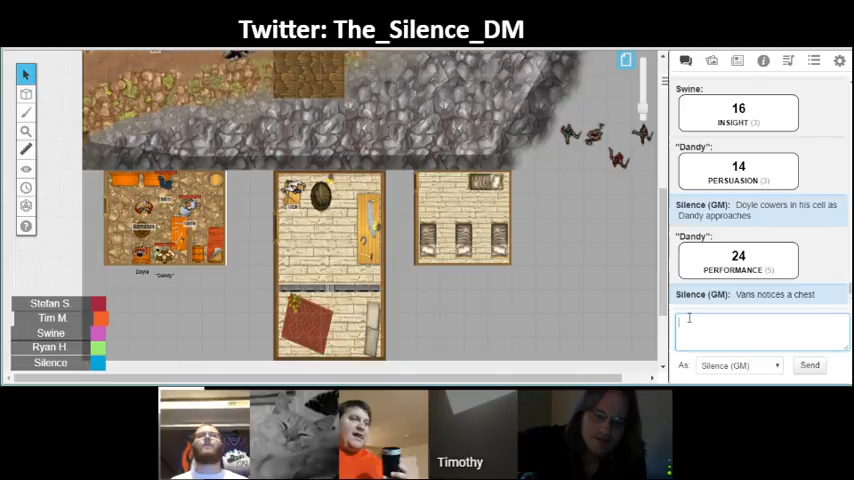 Twitter: The_Silence_DM
Swine:
16
INSIGHT (3)
"Dandy":
14
PERSUASION (3)
Silence (GM): Doyle cowers in his cell as
Dandy approaches
"Dandy":
24
PERFORMANCE (5)
Silence (GM): Varis notices a chest
As:
Silence (GM)
Send
Doyle
"Dandy"
Stefan S.
Tim M.
Swine
Ryan H.
Silence
Timothy